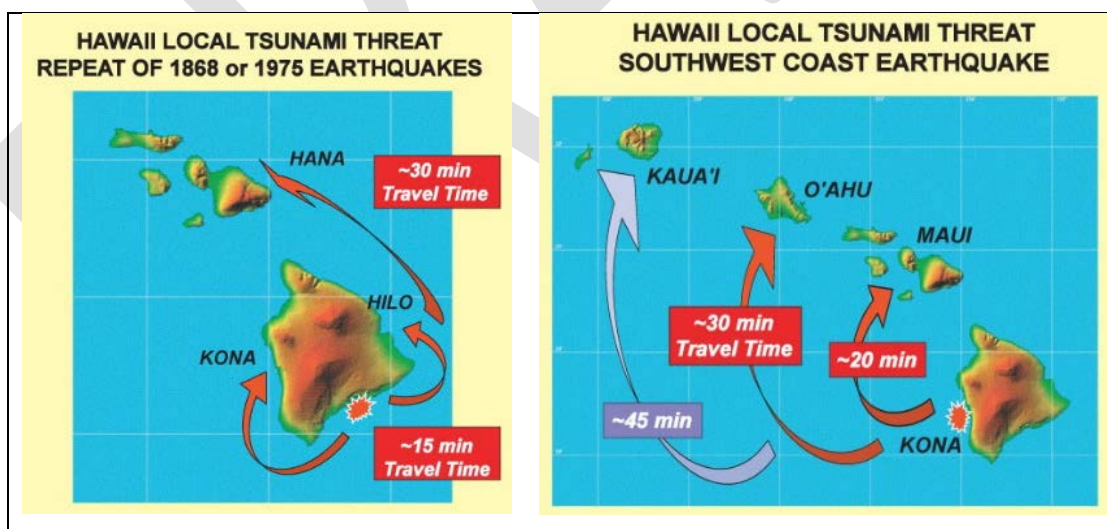 HAWAII LOCAL TSUNAMI THREAT
REPEAT OF 1868 or 1975 EARTHQUAKES
HANA
~30 min
Travel Time
HILO
KONA
~15 min
Travel Time
HAWAII LOCAL TSUNAMI THREAT
SOUTHWEST COAST EARTHQUAKE
KAUA'I
O'AHU
MAUI
~30 min
Travel Time
~20 min
~45 min
KONA